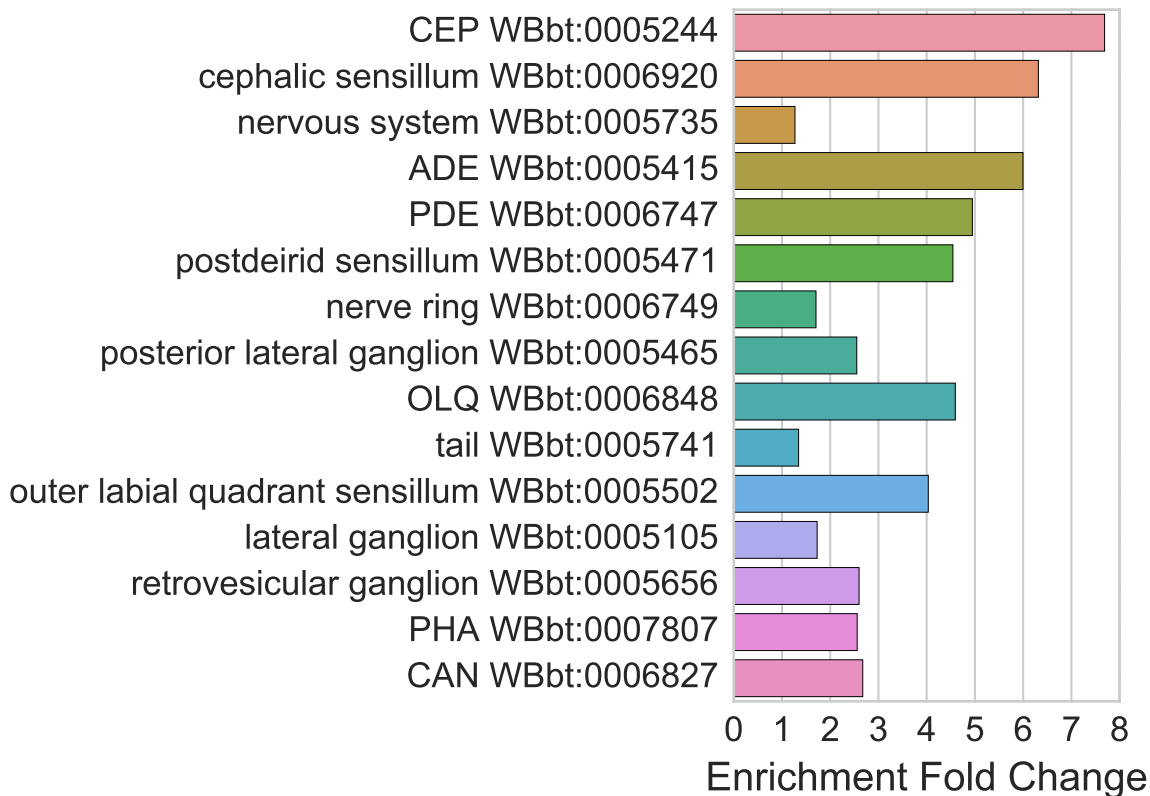 CEP WBbt:0005244
cephalic sensillum WBbt:0006920
nervous system WBbt:0005735
ADE WBbt:0005415
PDE WBbt:0006747
postdeirid sensillum WBbt:0005471
nerve ring WBbt:0006749
posterior lateral ganglion WBbt:0005465
OLQ WBbt:0006848
tail WBbt:0005741
outer labial quadrant sensillum WBbt:0005502
lateral ganglion WBbt:0005105
retrovesicular ganglion WBbt:0005656
PHA WBbt:0007807
CAN WBbt:0006827
0 1 2 3 4 5 6 7 8
Enrichment Fold Change